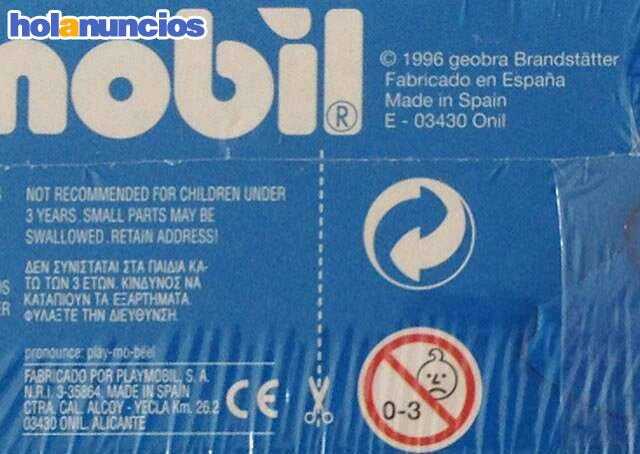 holanuncios
mobil®
© 1996 geobra Brandstätter
Fabricado en España
Made in Spain
E - 03430 Onil
NOT RECOMMENDED FOR CHILDREN UNDER
3 YEARS. SMALL PARTS MAY BE
SWALLOWED. RETAIN ADDRESS!
ΔΕΝ ΣΥΝΙΣΤΑΤΑΙ ΣΤΑ ΠΑΙΔΙΑ ΚΑ-
ΤΩ ΤΩΝ 3 ΕΤΩΝ. ΚΙΝΔΥΝΟΣ ΝΑ
ΚΑΤΑΠΙΟΥΝ ΤΑ ΕΞΑΡΤΗΜΑΤΑ.
ΦΥΛΑΞΤΕ ΤΗΝ ΔΙΕΥΘΥΝΣΗ.
pronounce: play-mo-beel
FABRICADO POR PLAYMOBIL, S. A.
N.R.I. 3-35864, MADE IN SPAIN
CTRA. CAL. ALCOY - YECLA Km. 26.2
03430 ONIL, ALICANTE
CE
0-3